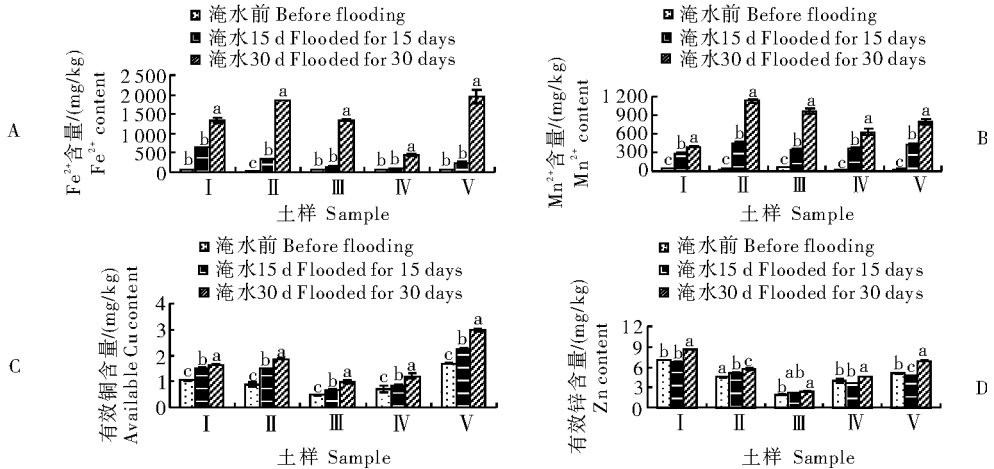 淹水前 Before flooding
淹水15 d Flooded for 15 days
淹水30 d Flooded for 30 days
A
Fe²⁺含量/(mg/kg)
Fe²⁺ content
2 500
2 000
1 500
1 000
500
0
b b a
c b a
b b a
b b a
b b a
Ⅰ Ⅱ Ⅲ Ⅳ Ⅴ
土样 Sample
淹水前 Before flooding
淹水15 d Flooded for 15 days
淹水30 d Flooded for 30 days
B
Mn²⁺含量/(mg/kg)
Mn²⁺ content
1 200
900
600
300
0
c b a
c b a
c b a
c b a
c b a
Ⅰ Ⅱ Ⅲ Ⅳ Ⅴ
土样 Sample
淹水前 Before flooding
淹水15 d Flooded for 15 days
淹水30 d Flooded for 30 days
C
有效铜含量/(mg/kg)
Available Cu content
4
3
2
1
0
c b a
c b a
c b a
c b a
c b a
Ⅰ Ⅱ Ⅲ Ⅳ Ⅴ
土样 Sample
淹水前 Before flooding
淹水15 d Flooded for 15 days
淹水30 d Flooded for 30 days
D
有效锌含量/(mg/kg)
Zn content
12
9
6
3
0
b b a
a b c
b ab a
b b a
b c a
Ⅰ Ⅱ Ⅲ Ⅳ Ⅴ
土样 Sample